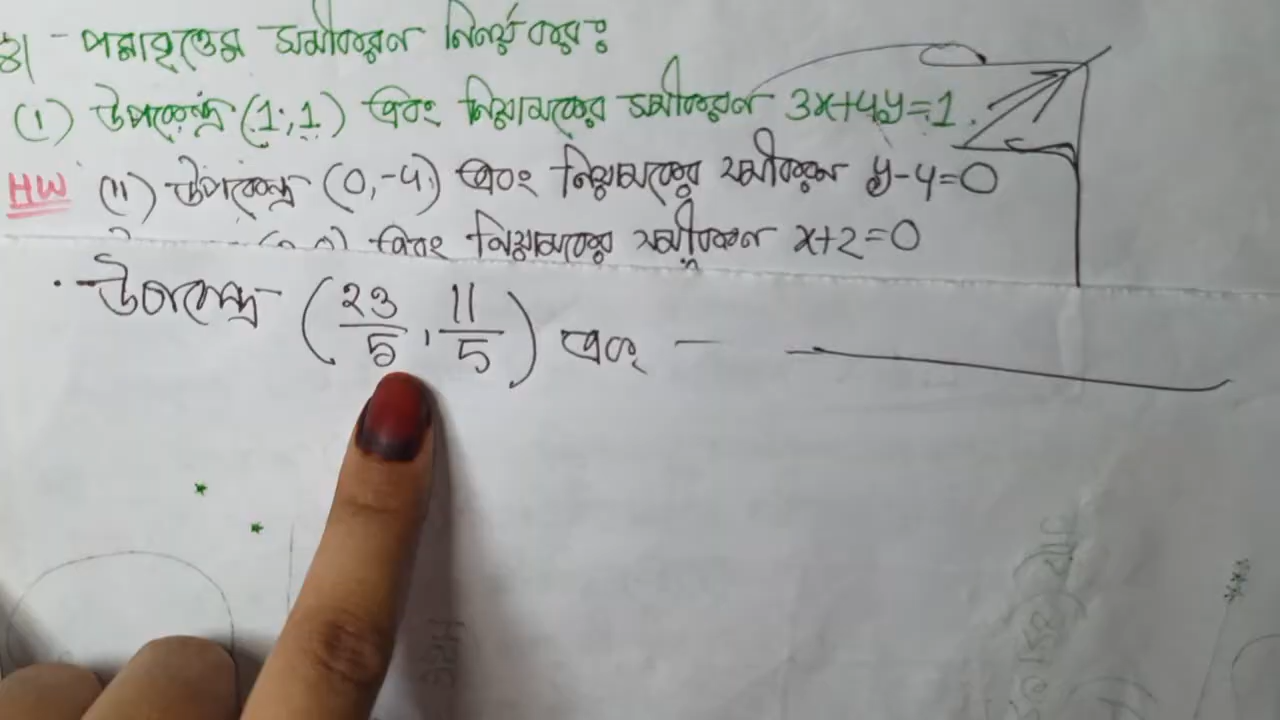 ৪। পরাবৃত্তের সমীকরণ নির্ণয় কর:
(i) উপকেন্দ্র (1, 1) এবং নিয়ামকের সমীকরণ 3x+4y=1.
HW (ii) উপকেন্দ্র (0, -4) এবং নিয়ামকের সমীকরণ y-4=0
এবং নিয়ামকের সমীকরণ x+2=0
উপকেন্দ্র (23/5, 11/5) এবং —